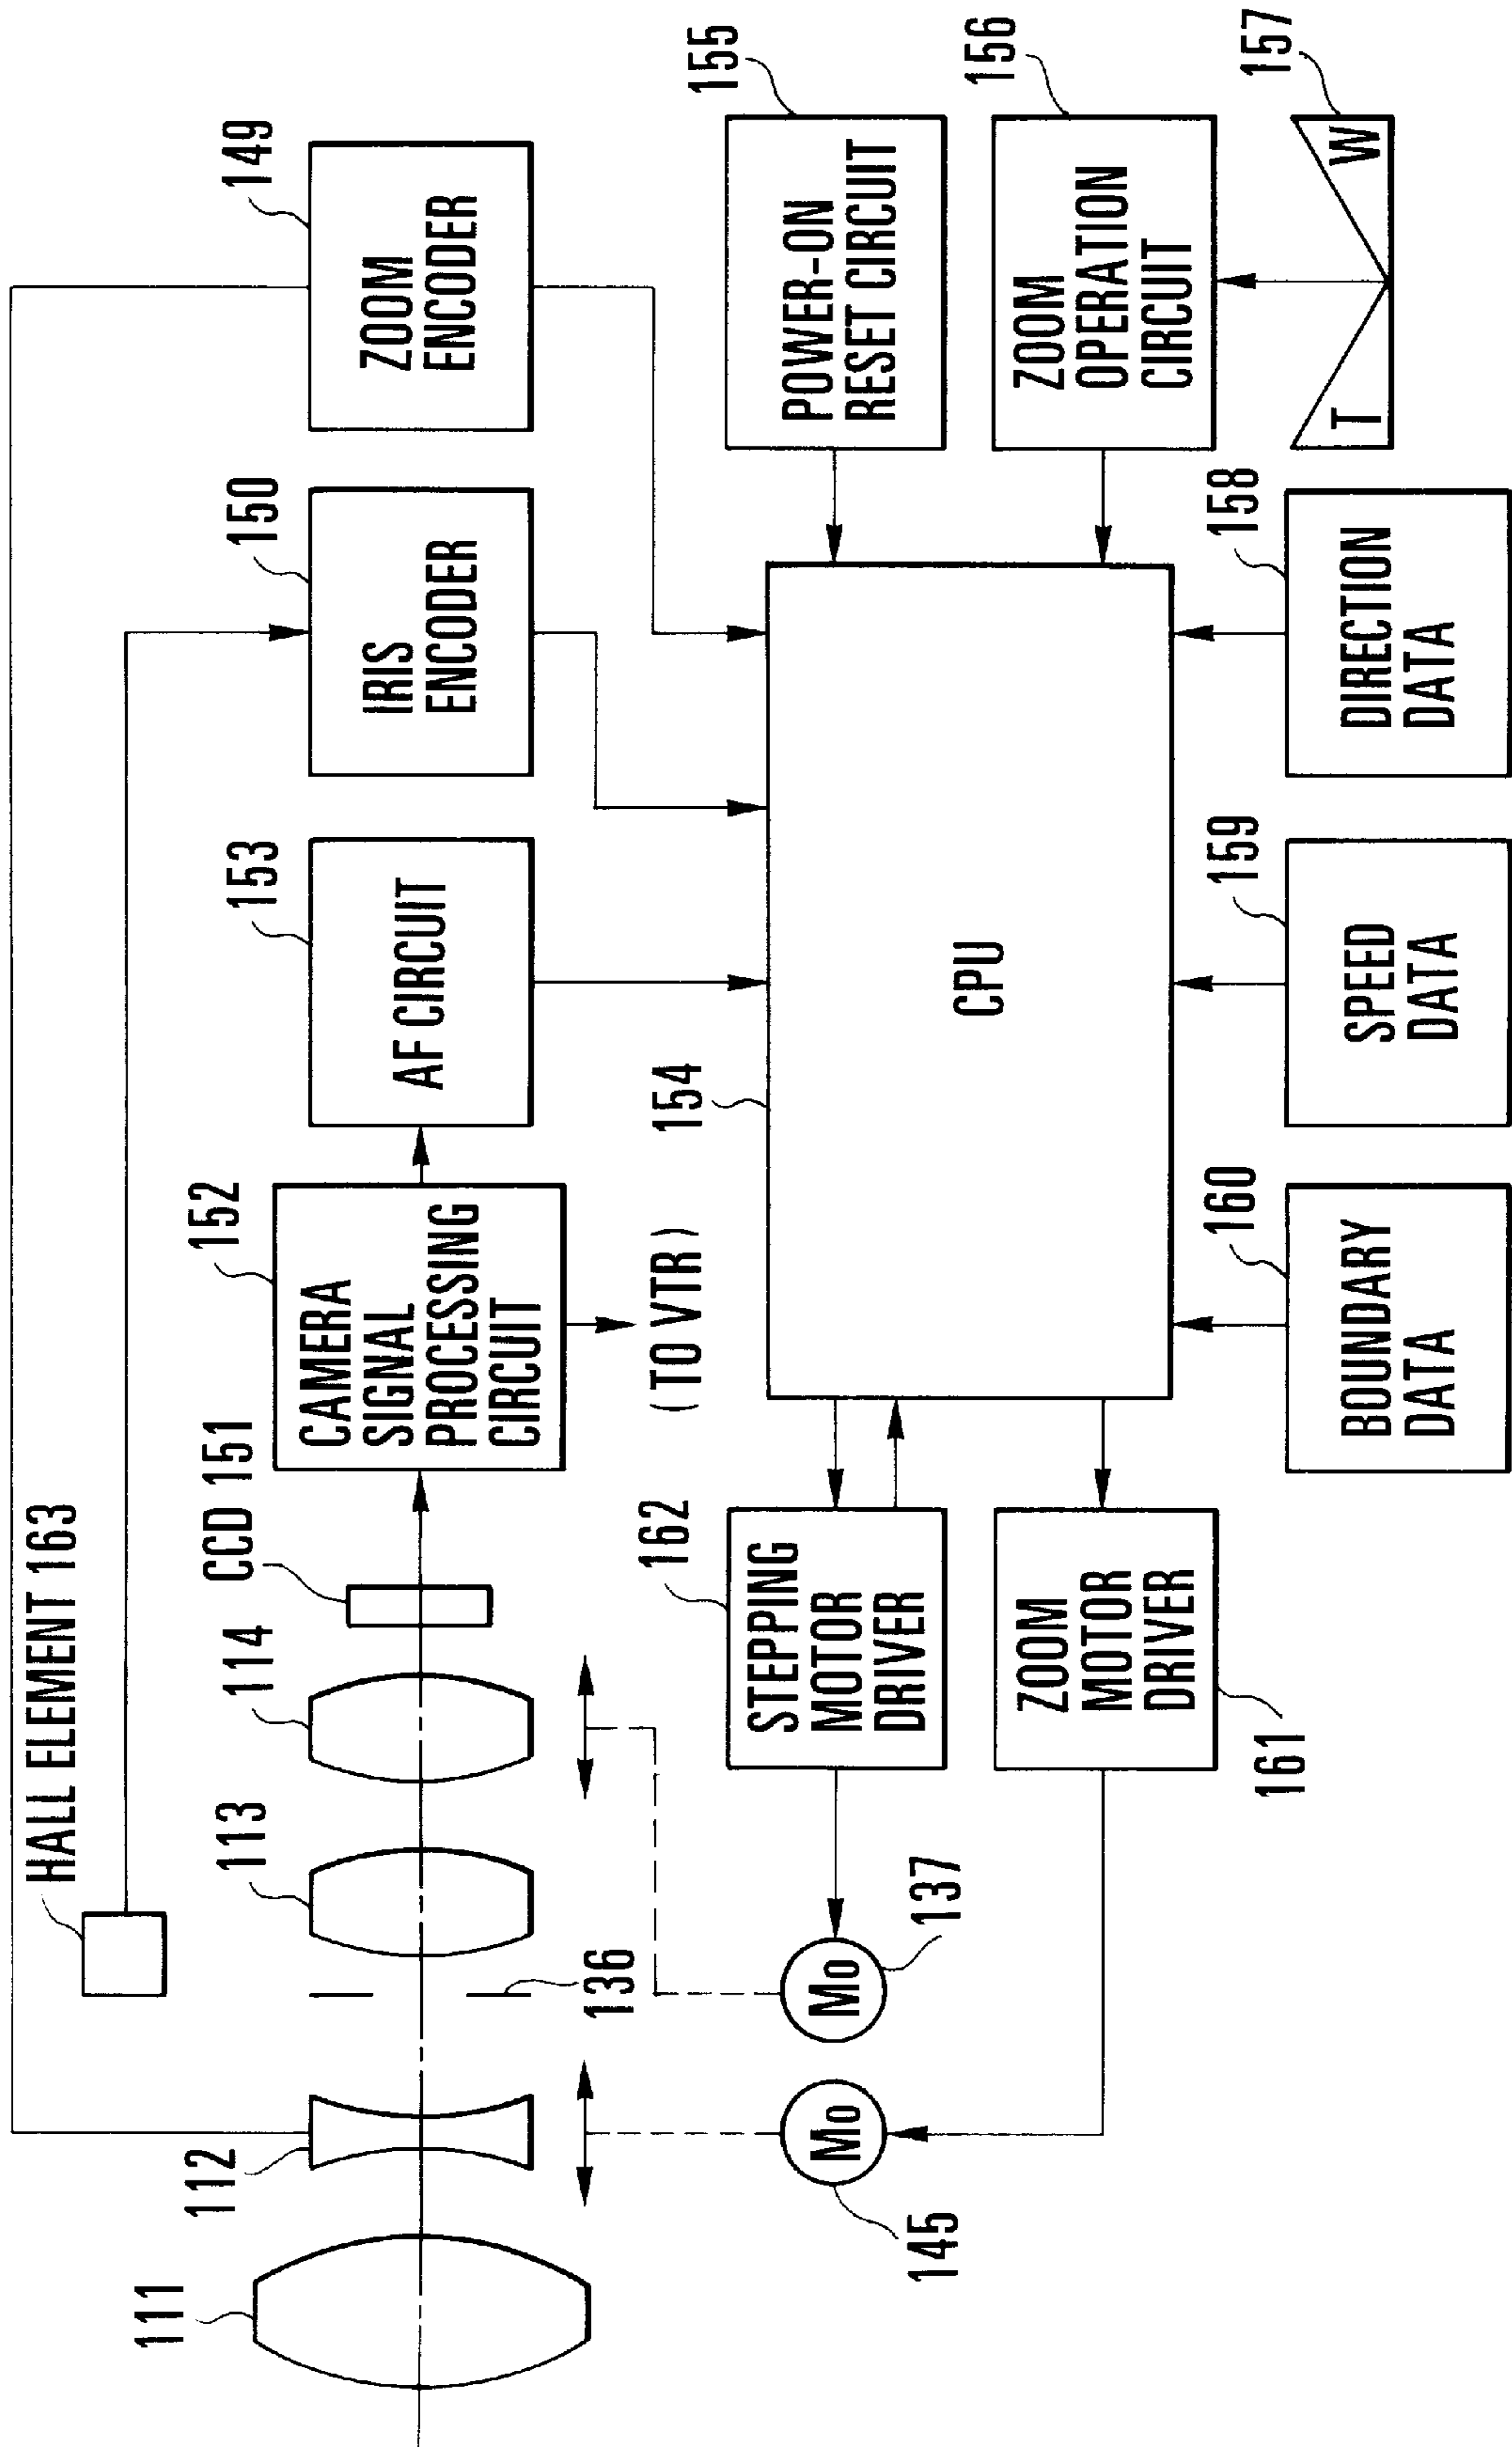 HALL ELEMENT 163
149
150
153
152
CCD 151
114
113
112
111
ZOOM
ENCODER
IRIS
ENCODER
AF CIRCUIT
CAMERA
SIGNAL
PROCESSING
CIRCUIT
(TO VTR)
136
154
CPU
155
POWER-ON
RESET CIRCUIT
156
ZOOM
OPERATION
CIRCUIT
157
T
W
162
STEPPING
MOTOR
DRIVER
ZOOM
MOTOR
DRIVER
161
Mo
137
Mo
145
160
BOUNDARY
DATA
159
SPEED
DATA
158
DIRECTION
DATA